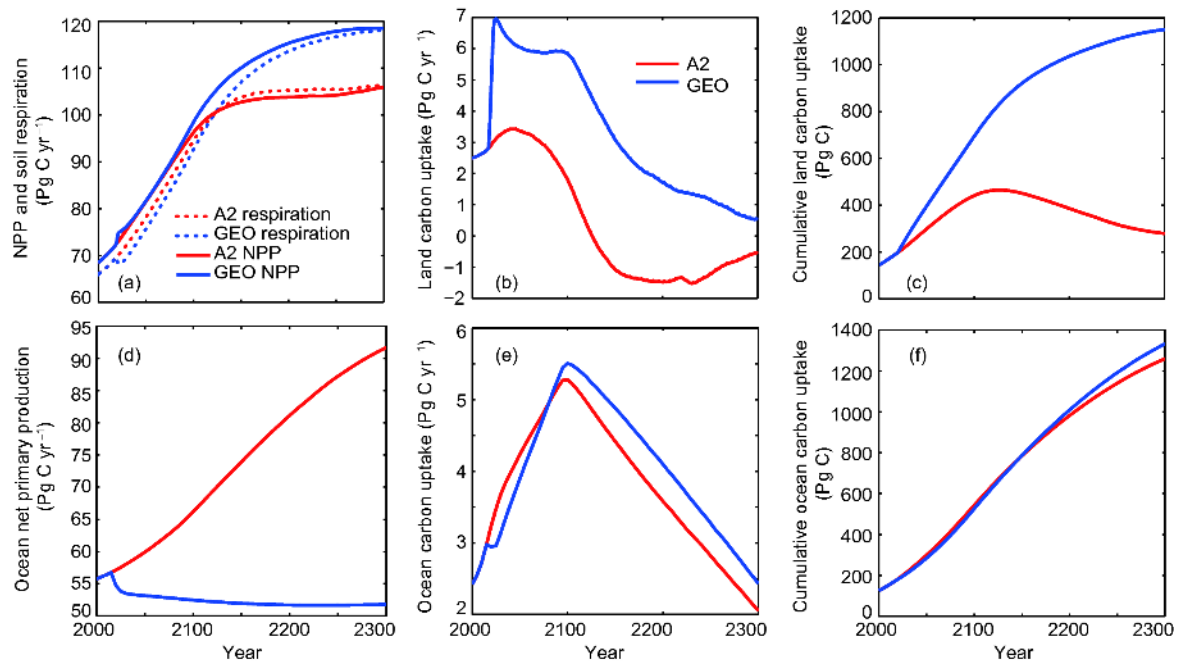 NPP and soil respiration
(Pg C yr⁻¹)
120
110
100
90
80
70
60
A2 respiration
GEO respiration
A2 NPP
GEO NPP
(a)
Land carbon uptake (Pg C yr⁻¹)
7
6
5
4
3
2
1
0
−1
−2
A2
GEO
(b)
Cumulative land carbon uptake
(Pg C)
1200
1000
800
600
400
200
0
(c)
Ocean net primary production
(Pg C yr⁻¹)
95
90
85
80
75
70
65
60
55
50
(d)
2000 2100 2200 2300
Year
Ocean carbon uptake (Pg C yr⁻¹)
6
5
4
3
2
(e)
2000 2100 2200 2300
Year
Cumulative ocean carbon uptake
(Pg C)
1400
1200
1000
800
600
400
200
0
(f)
2000 2100 2200 2300
Year